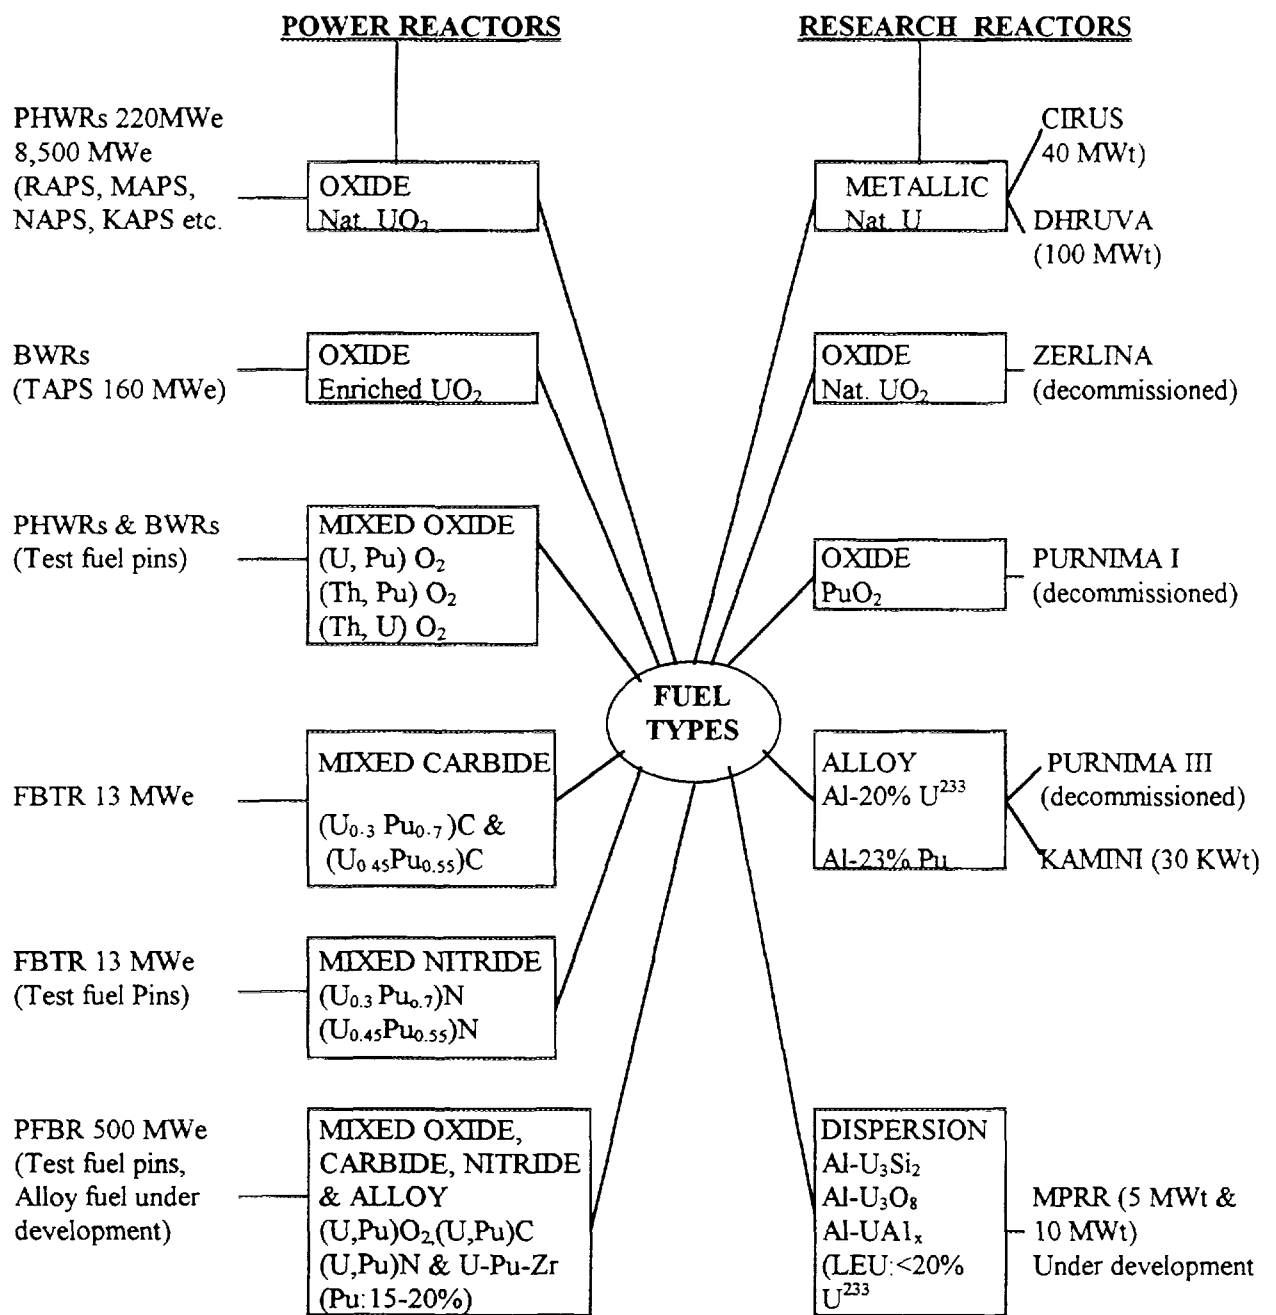 POWER REACTORS
RESEARCH REACTORS
PHWRs 220MWe
8,500 MWe
(RAPS, MAPS,
NAPS, KAPS etc.
OXIDE
Nat. UO₂
METALLIC
Nat. U
CIRUS
40 MWt)
DHRUVA
(100 MWt)
BWRs
(TAPS 160 MWe)
OXIDE
Enriched UO₂
OXIDE
Nat. UO₂
ZERLINA
(decommissioned)
PHWRs & BWRs
(Test fuel pins)
MIXED OXIDE
(U, Pu) O₂
(Th, Pu) O₂
(Th, U) O₂
OXIDE
PuO₂
PURNIMA I
(decommissioned)
FUEL
TYPES
FBTR 13 MWe
MIXED CARBIDE
(U₀.₃ Pu₀.₇)C &
(U₀.₄₅Pu₀.₅₅)C
ALLOY
Al-20% U²³³
Al-23% Pu
PURNIMA III
(decommissioned)
KAMINI (30 KWt)
FBTR 13 MWe
(Test fuel Pins)
MIXED NITRIDE
(U₀.₃ Pu₀.₇)N
(U₀.₄₅Pu₀.₅₅)N
PFBR 500 MWe
(Test fuel pins,
Alloy fuel under
development)
MIXED OXIDE,
CARBIDE, NITRIDE
& ALLOY
(U,Pu)O₂,(U,Pu)C
(U,Pu)N & U-Pu-Zr
(Pu:15-20%)
DISPERSION
Al-U₃Si₂
Al-U₃O₈
Al-UA1ₓ
(LEU:<20%
U²³³
MPRR (5 MWt &
10 MWt)
Under development